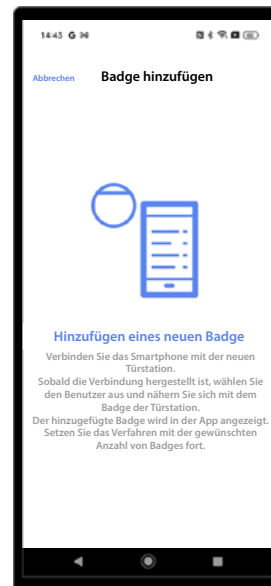 14:43 G
Abbrechen Badge hinzufügen
Hinzufügen eines neuen Badge
Verbinden Sie das Smartphone mit der neuen
Türstation.
Sobald die Verbindung hergestellt ist, wählen Sie
den Benutzer aus und nähern Sie sich mit dem
Badge der Türstation.
Der hinzugefügte Badge wird in der App angezeigt.
Setzen Sie das Verfahren mit der gewünschten
Anzahl von Badges fort.